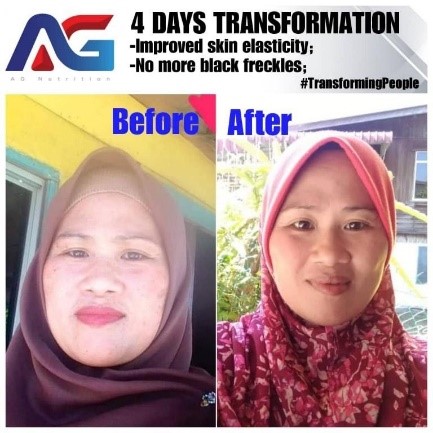 AG
AG Nutrition
4 DAYS TRANSFORMATION
-Improved skin elasticity;
-No more black freckles;
#TransformingPeople
Before
After